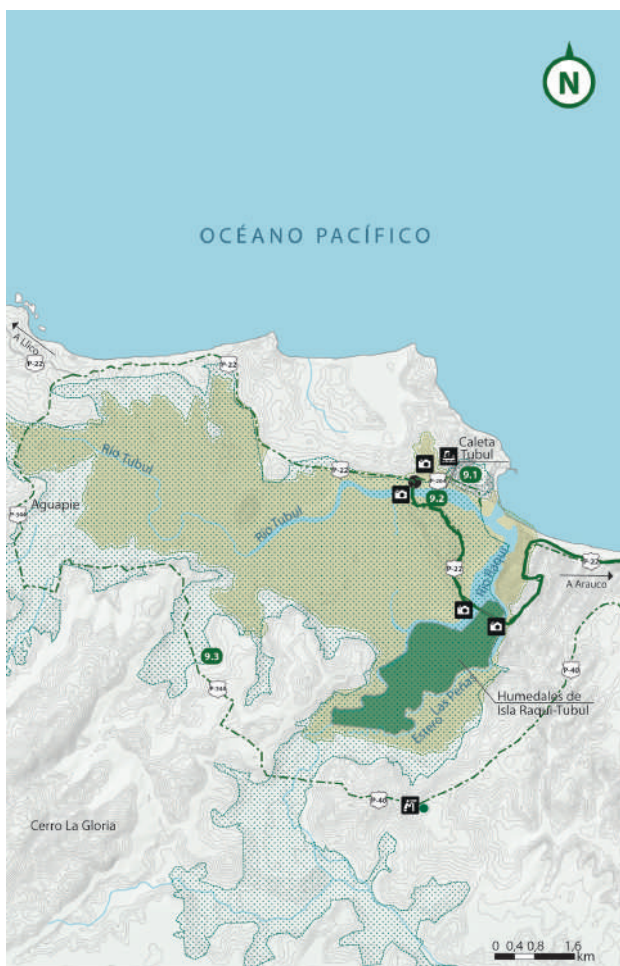 N
OCÉANO PACÍFICO
A Llico
P-22
P-22
Caleta
Tubul
Río Tubul
P-22
9.1
9.2
Aguapie
Río Tubul
Río Raqui
P-22
P-22
A Arauco
9.3
P-40
Humedales de
Isla Raqui-Tubul
Estero Las Peñas
P-40
Cerro La Gloria
0 0,4 0,8 1,6
km